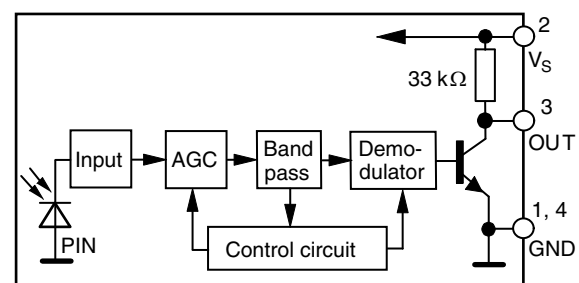 2
V_S
33 kΩ
3
OUT
Input
AGC
Band
pass
Demo-
dulator
1, 4
GND
PIN
Control circuit